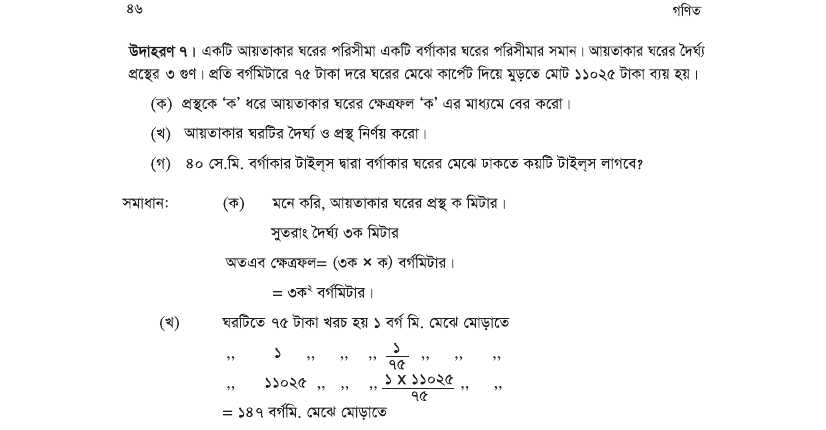 ৪৬ গণিত
উদাহরণ ৭। একটি আয়তাকার ঘরের পরিসীমা একটি বর্গাকার ঘরের পরিসীমার সমান। আয়তাকার ঘরের দৈর্ঘ্য
প্রস্থের ৩ গুণ। প্রতি বর্গমিটারে ৭৫ টাকা দরে ঘরের মেঝে কার্পেট দিয়ে মুড়তে মোট ১১০২৫ টাকা ব্যয় হয়।
(ক) প্রস্থকে ‘ক’ ধরে আয়তাকার ঘরের ক্ষেত্রফল ‘ক’ এর মাধ্যমে বের করো।
(খ) আয়তাকার ঘরটির দৈর্ঘ্য ও প্রস্থ নির্ণয় করো।
(গ) ৪০ সে.মি. বর্গাকার টাইল্‌স দ্বারা বর্গাকার ঘরের মেঝে ঢাকতে কয়টি টাইল্‌স লাগবে?
সমাধান: (ক) মনে করি, আয়তাকার ঘরের প্রস্থ ক মিটার।
সুতরাং দৈর্ঘ্য ৩ক মিটার
অতএব ক্ষেত্রফল= (৩ক × ক) বর্গমিটার।
= ৩ক² বর্গমিটার।
(খ) ঘরটিতে ৭৫ টাকা খরচ হয় ১ বর্গ মি. মেঝে মোড়াতে
,, ১ ,, ,, ,, ১/৭৫ ,, ,, ,,
,, ১১০২৫ ,, ,, ,, ১ x ১১০২৫/৭৫ ,, ,,
= ১৪৭ বর্গমি. মেঝে মোড়াতে